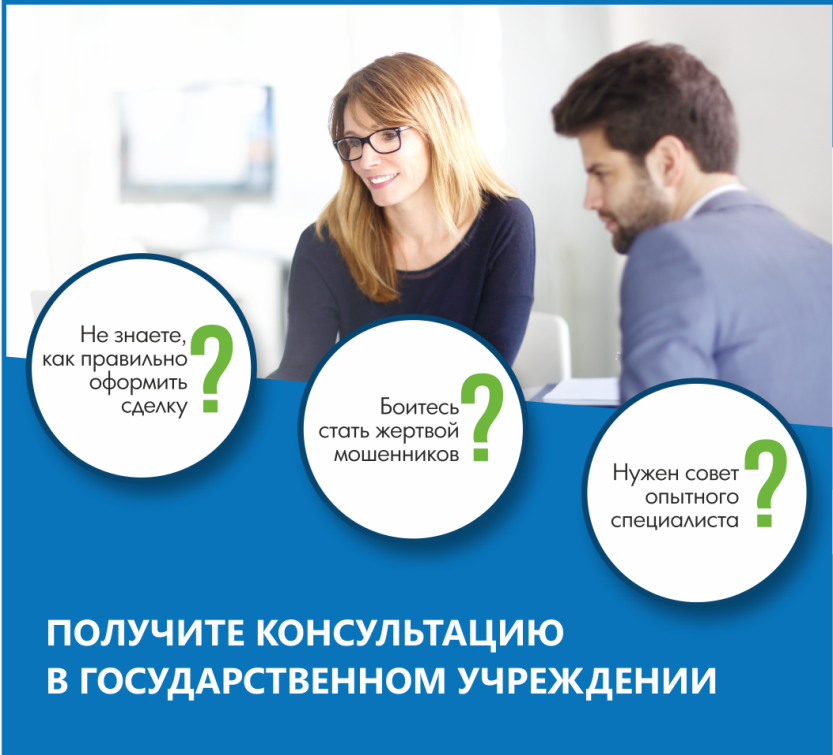 Не знаете,
как правильно
оформить
сделку
?
Боитесь
стать жертвой
мошенников
?
Нужен совет
опытного
специалиста
?
ПОЛУЧИТЕ КОНСУЛЬТАЦИЮ
В ГОСУДАРСТВЕННОМ УЧРЕЖДЕНИИ